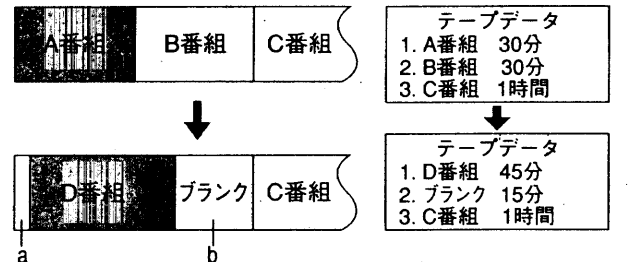 A番組 B番組 C番組
テープデータ
1. A番組 30分
2. B番組 30分
3. C番組 1時間
D番組 ブランク C番組
a b
テープデータ
1. D番組 45分
2. ブランク 15分
3. C番組 1時間